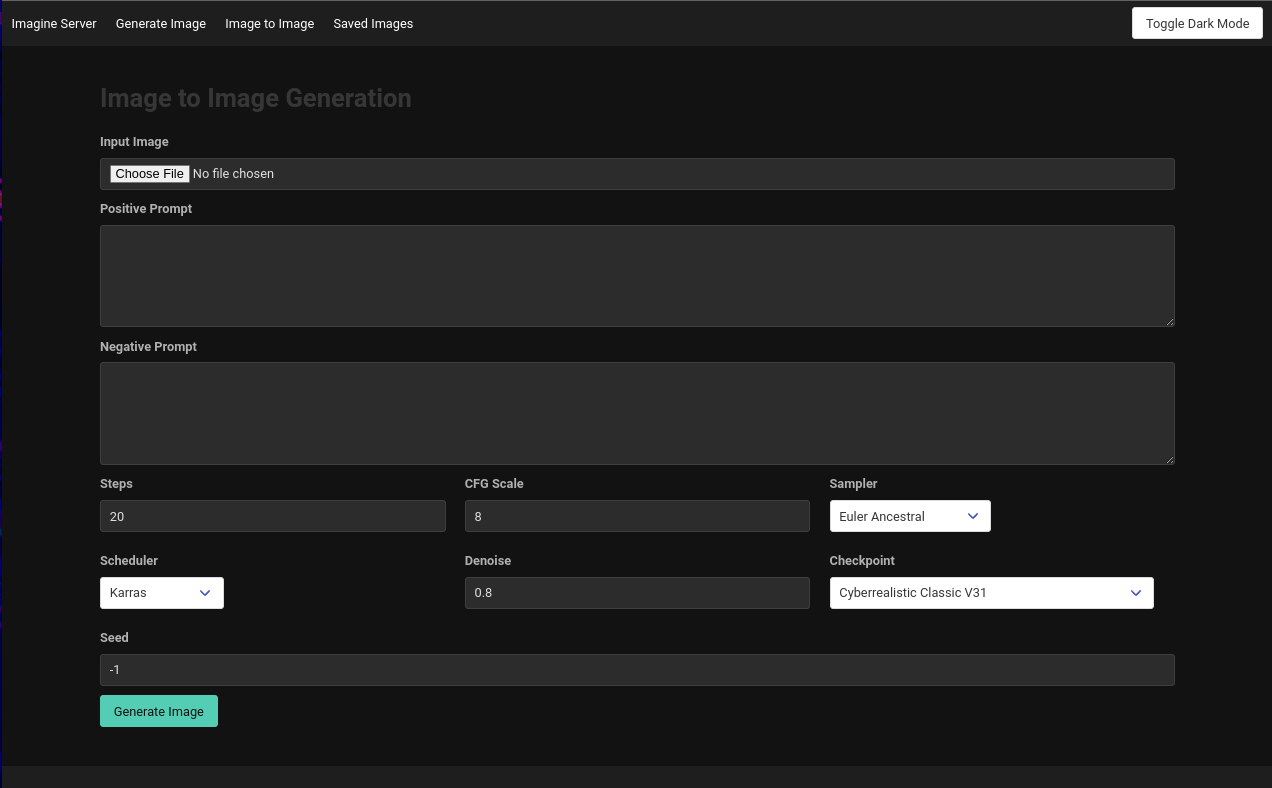 Imagine Server Generate Image Image to Image Saved Images Toggle Dark Mode
Image to Image Generation
Input Image
Choose File No file chosen
Positive Prompt
Negative Prompt
Steps CFG Scale Sampler
20 8 Euler Ancestral
Scheduler Denoise Checkpoint
Karras 0.8 Cyberrealistic Classic V31
Seed
-1
Generate Image